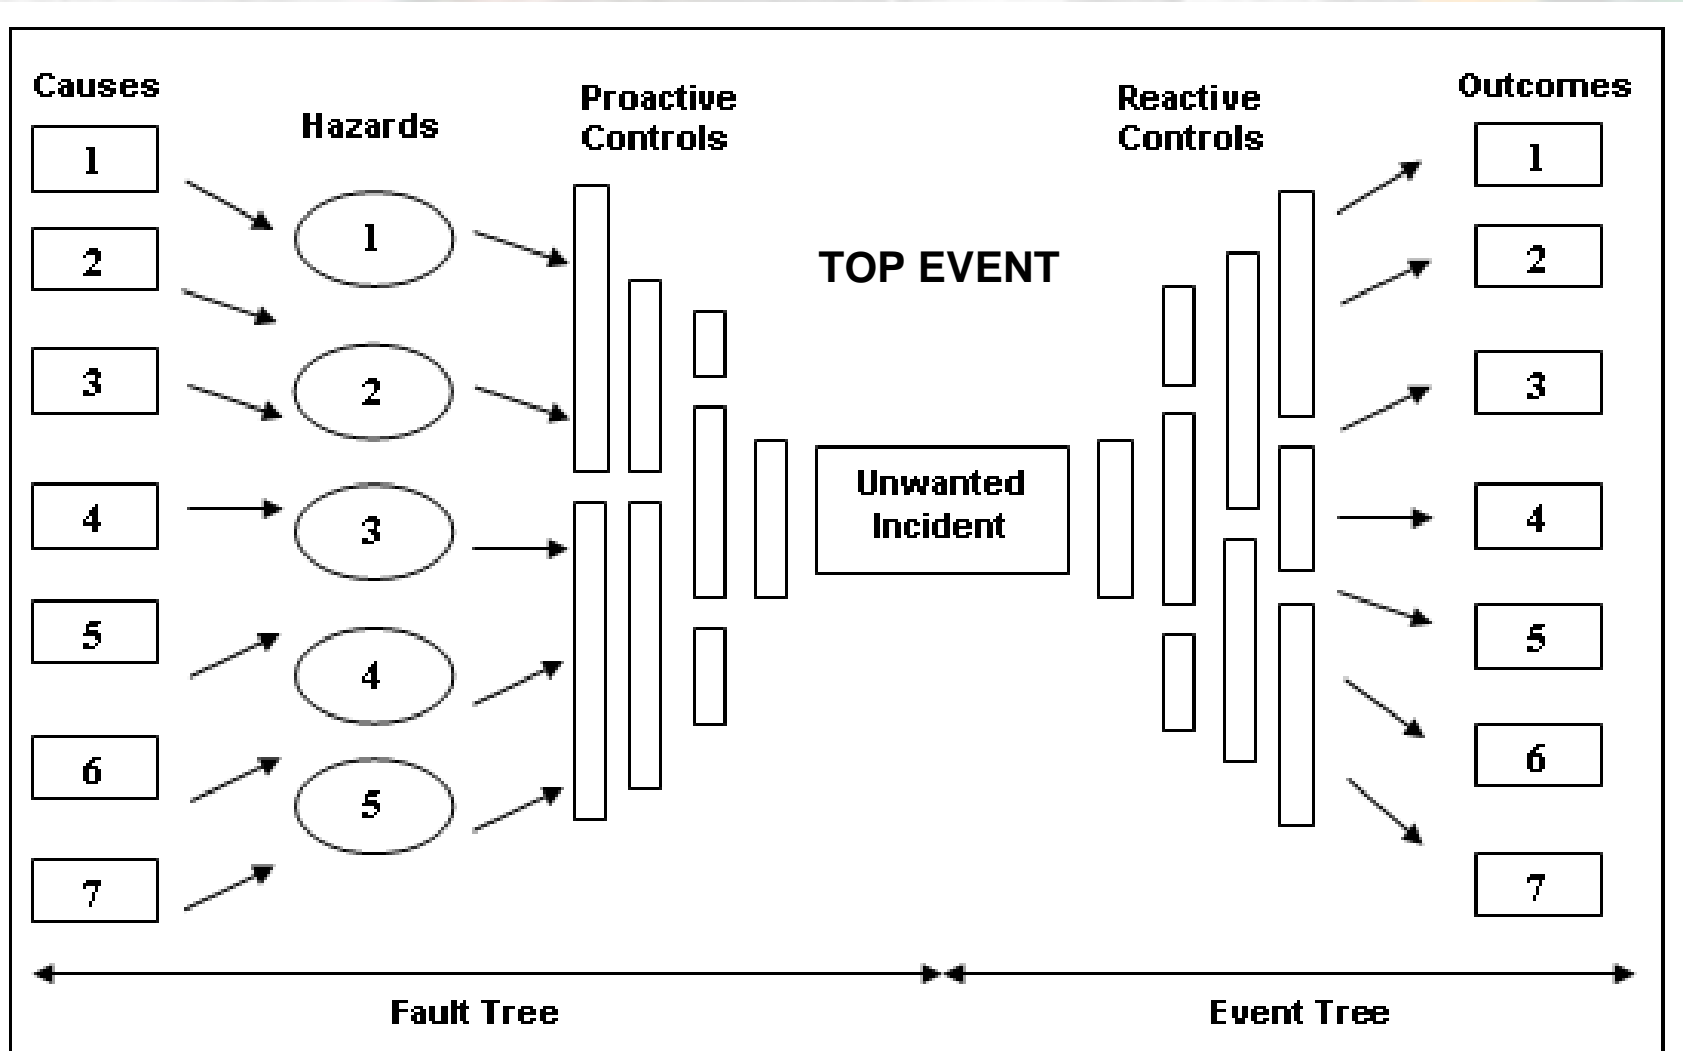 Causes
Hazards
Proactive
Controls
Reactive
Controls
Outcomes
1
2
3
4
5
6
7
1
2
3
4
5
TOP EVENT
Unwanted
Incident
1
2
3
4
5
6
7
Fault Tree
Event Tree